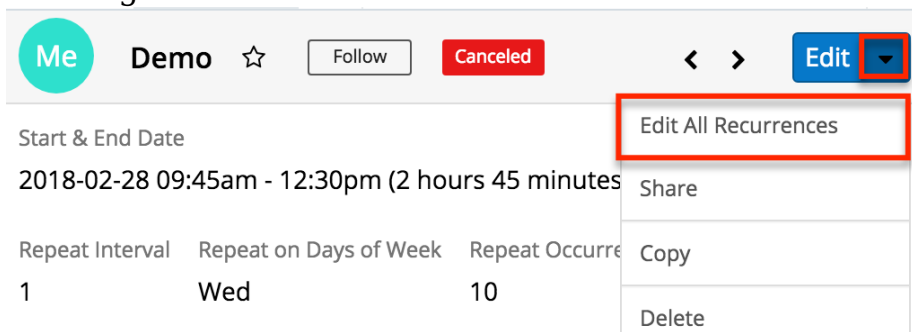 Me Demo Follow Canceled Edit
Edit All Recurrences
Start & End Date
2018-02-28 09:45am - 12:30pm (2 hours 45 minutes
Share
Repeat Interval Repeat on Days of Week Repeat Occurre
Copy
1 Wed 10
Delete